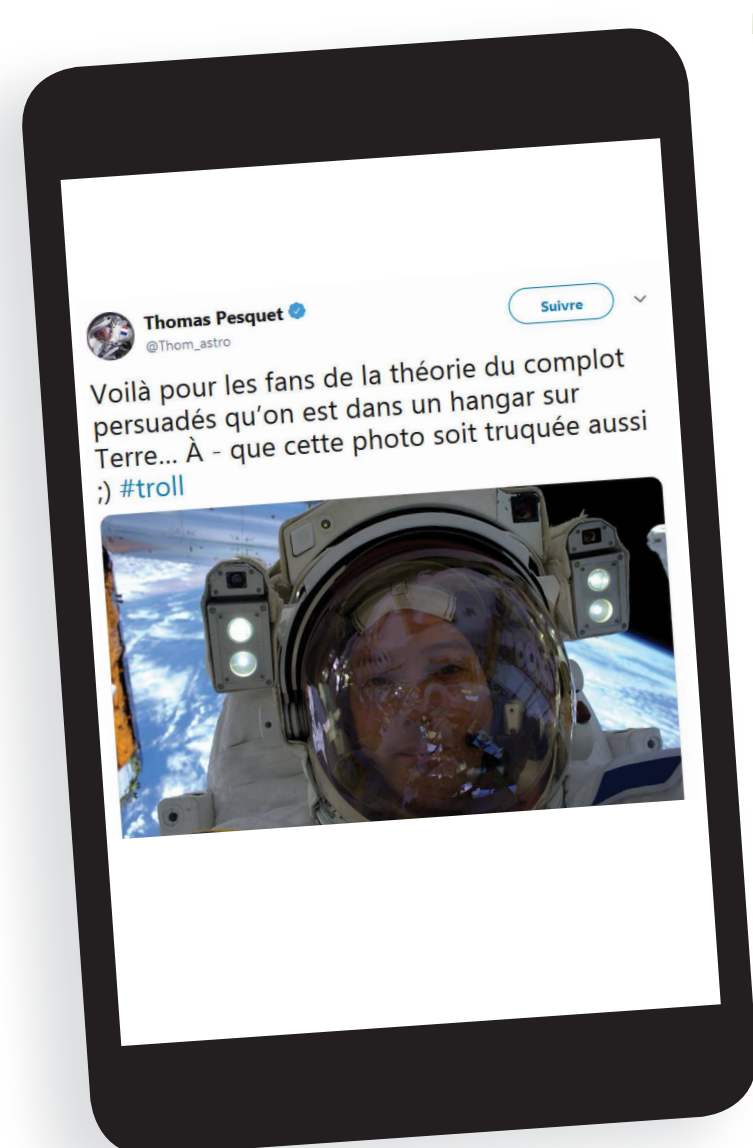 Thomas Pesquet
@Thom_astro
Suivre
Voilà pour les fans de la théorie du complot
persuadés qu'on est dans un hangar sur
Terre... À - que cette photo soit truquée aussi
;) #troll